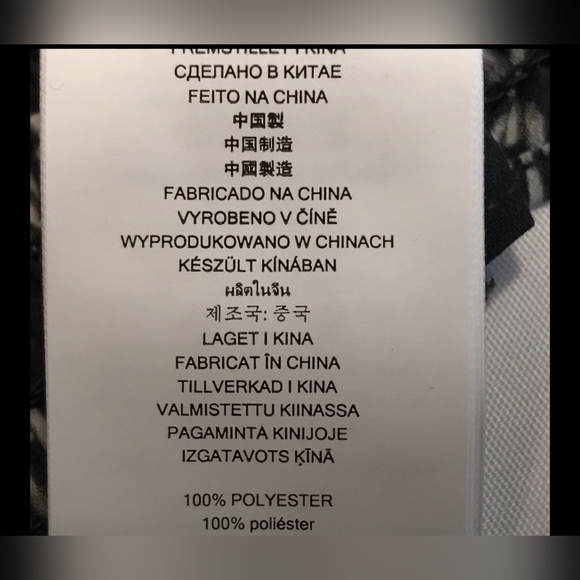 FREMSTILLET I KINA
СДЕЛАНО В КИТАЕ
FEITO NA CHINA
中国製
中国制造
中國製造
FABRICADO NA CHINA
VYROBENO V ČÍNĚ
WYPRODUKOWANO W CHINACH
KÉSZÜLT KÍNÁBAN
ผลิตในจีน
제조국: 중국
LAGET I KINA
FABRICAT ÎN CHINA
TILLVERKAD I KINA
VALMISTETTU KIINASSA
PAGAMINTA KINIJOJE
IZGATAVOTS ĶĪNĀ
100% POLYESTER
100% poliéster